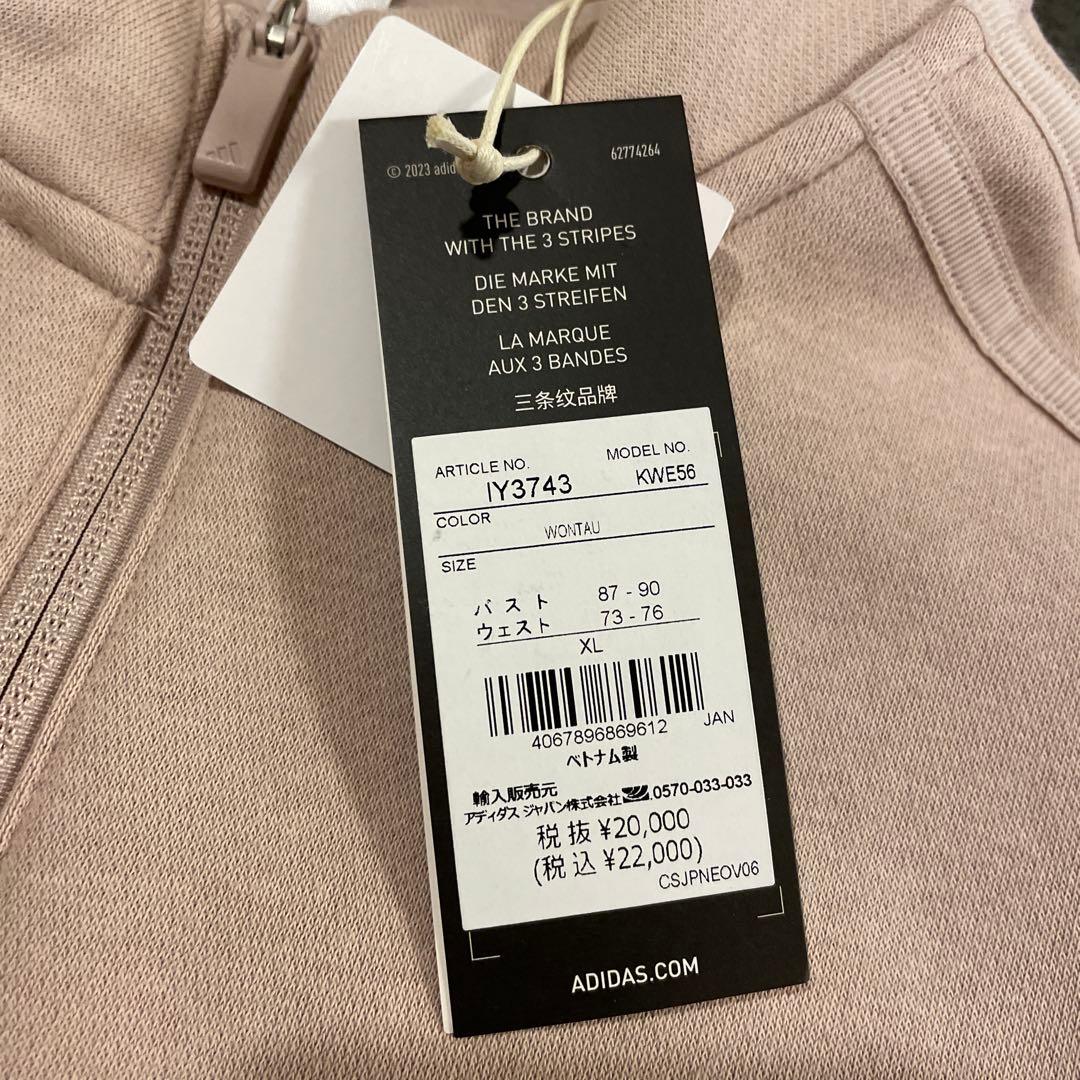 © 2023 adid
62774264
THE BRAND
WITH THE 3 STRIPES
DIE MARKE MIT
DEN 3 STREIFEN
LA MARQUE
AUX 3 BANDES
三条纹品牌
ARTICLE NO. MODEL NO.
IY3743 KWE56
COLOR
WONTAU
SIZE
バスト 87 - 90
ウェスト 73 - 76
XL
4067896869612 JAN
ベトナム製
輸入販売元
アディダス ジャパン株式会社 .0570-033-033
税抜 ¥20,000
(税込 ¥22,000)
CSJPNEOV06
ADIDAS.COM